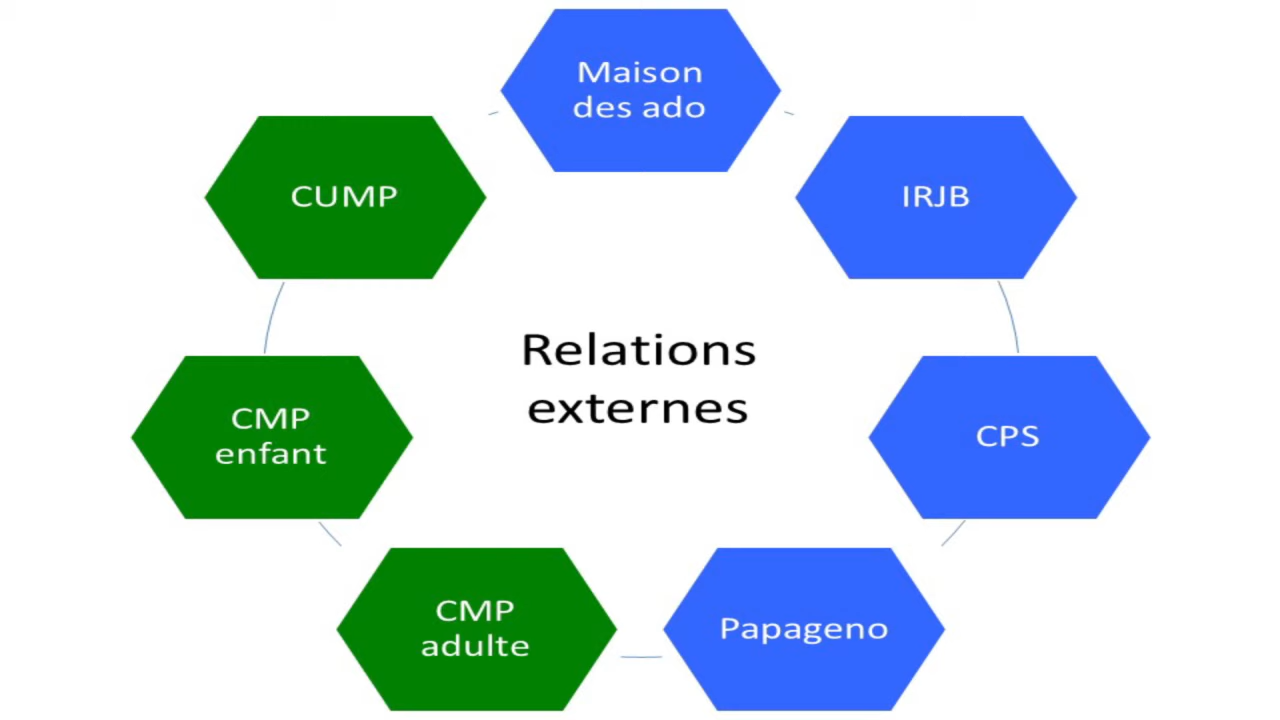 Maison
des ado
CUMP
IRJB
Relations
externes
CMP
enfant
CPS
CMP
adulte
Papageno